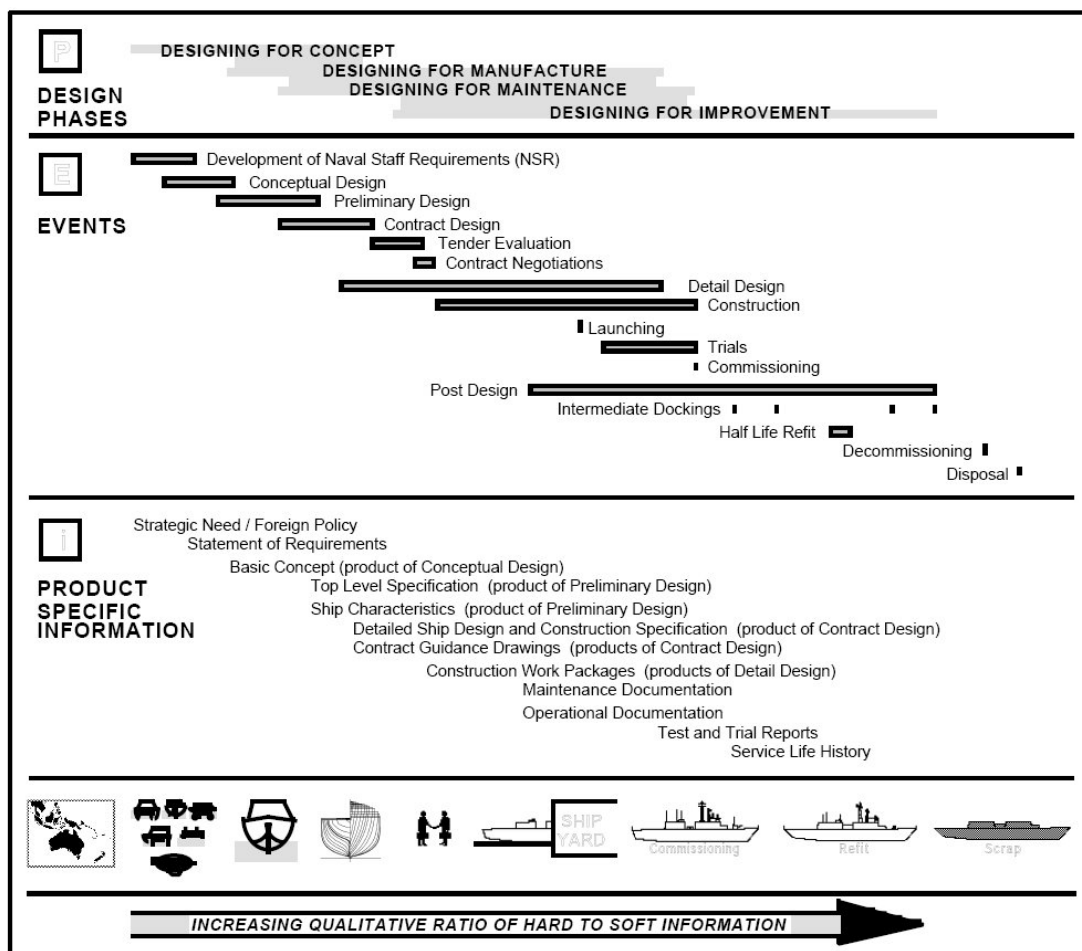 P
DESIGN
PHASES
DESIGNING FOR CONCEPT
DESIGNING FOR MANUFACTURE
DESIGNING FOR MAINTENANCE
DESIGNING FOR IMPROVEMENT
E
EVENTS
Development of Naval Staff Requirements (NSR)
Conceptual Design
Preliminary Design
Contract Design
Tender Evaluation
Contract Negotiations
Detail Design
Construction
Launching
Trials
Commissioning
Post Design
Intermediate Dockings
Half Life Refit
Decommissioning
Disposal
i
PRODUCT
SPECIFIC
INFORMATION
Strategic Need / Foreign Policy
Statement of Requirements
Basic Concept (product of Conceptual Design)
Top Level Specification (product of Preliminary Design)
Ship Characteristics (product of Preliminary Design)
Detailed Ship Design and Construction Specification (product of Contract Design)
Contract Guidance Drawings (products of Contract Design)
Construction Work Packages (products of Detail Design)
Maintenance Documentation
Operational Documentation
Test and Trial Reports
Service Life History
SHIP
YARD
Commissioning
Refit
Scrap
INCREASING QUALITATIVE RATIO OF HARD TO SOFT INFORMATION